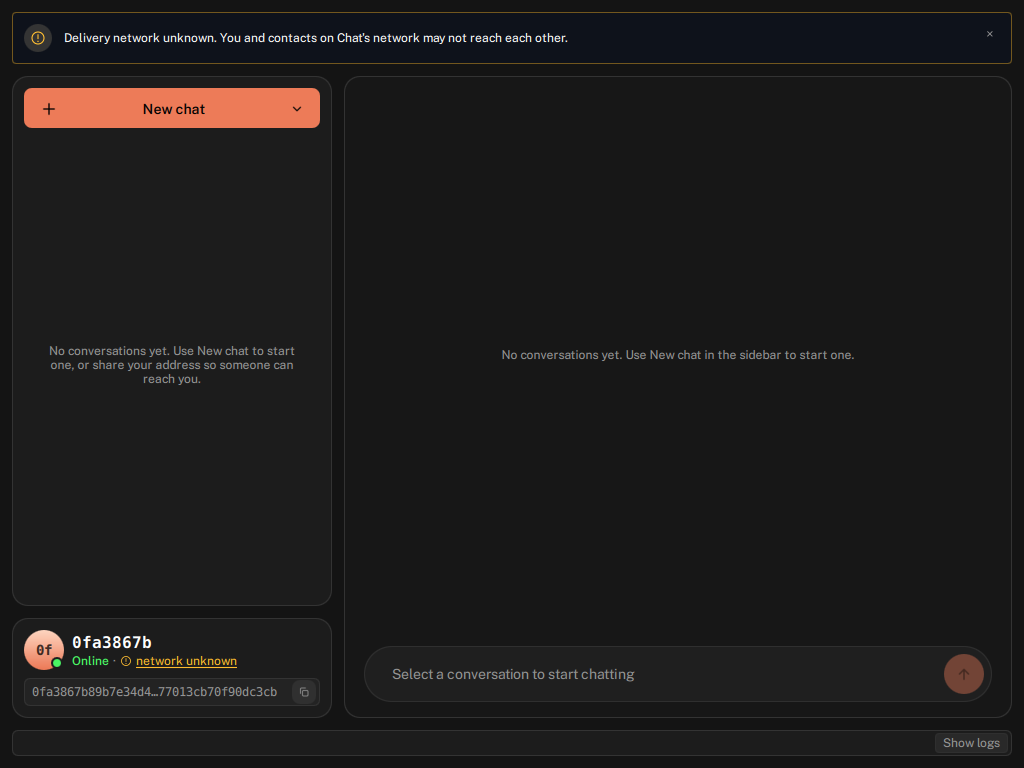 Delivery network unknown. You and contacts on Chat's network may not reach each other.
New chat
No conversations yet. Use New chat to start
one, or share your address so someone can
reach you.
No conversations yet. Use New chat in the sidebar to start one.
0f
0fa3867b
Online · network unknown
0fa3867b89b7e34d4…77013cb70f90dc3cb
Select a conversation to start chatting
Show logs